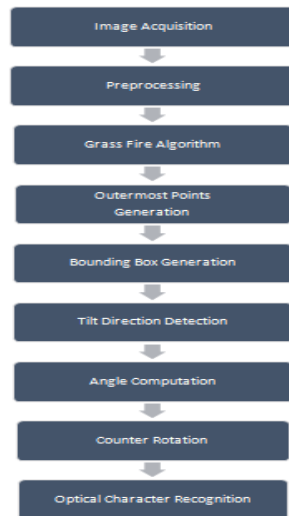 Image Acquisition
Preprocessing
Grass Fire Algorithm
Outermost Points
Generation
Bounding Box Generation
Tilt Direction Detection
Angle Computation
Counter Rotation
Optical Character Recognition